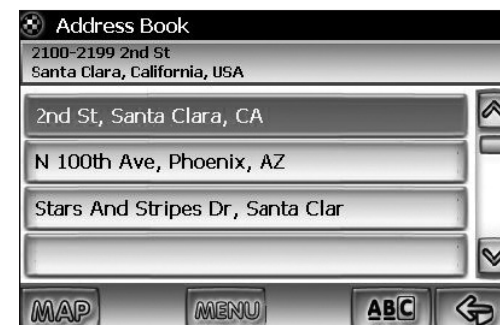 Address Book
2100-2199 2nd St
Santa Clara, California, USA
2nd St, Santa Clara, CA
N 100th Ave, Phoenix, AZ
Stars And Stripes Dr, Santa Clar
MAP
MENU
ABC